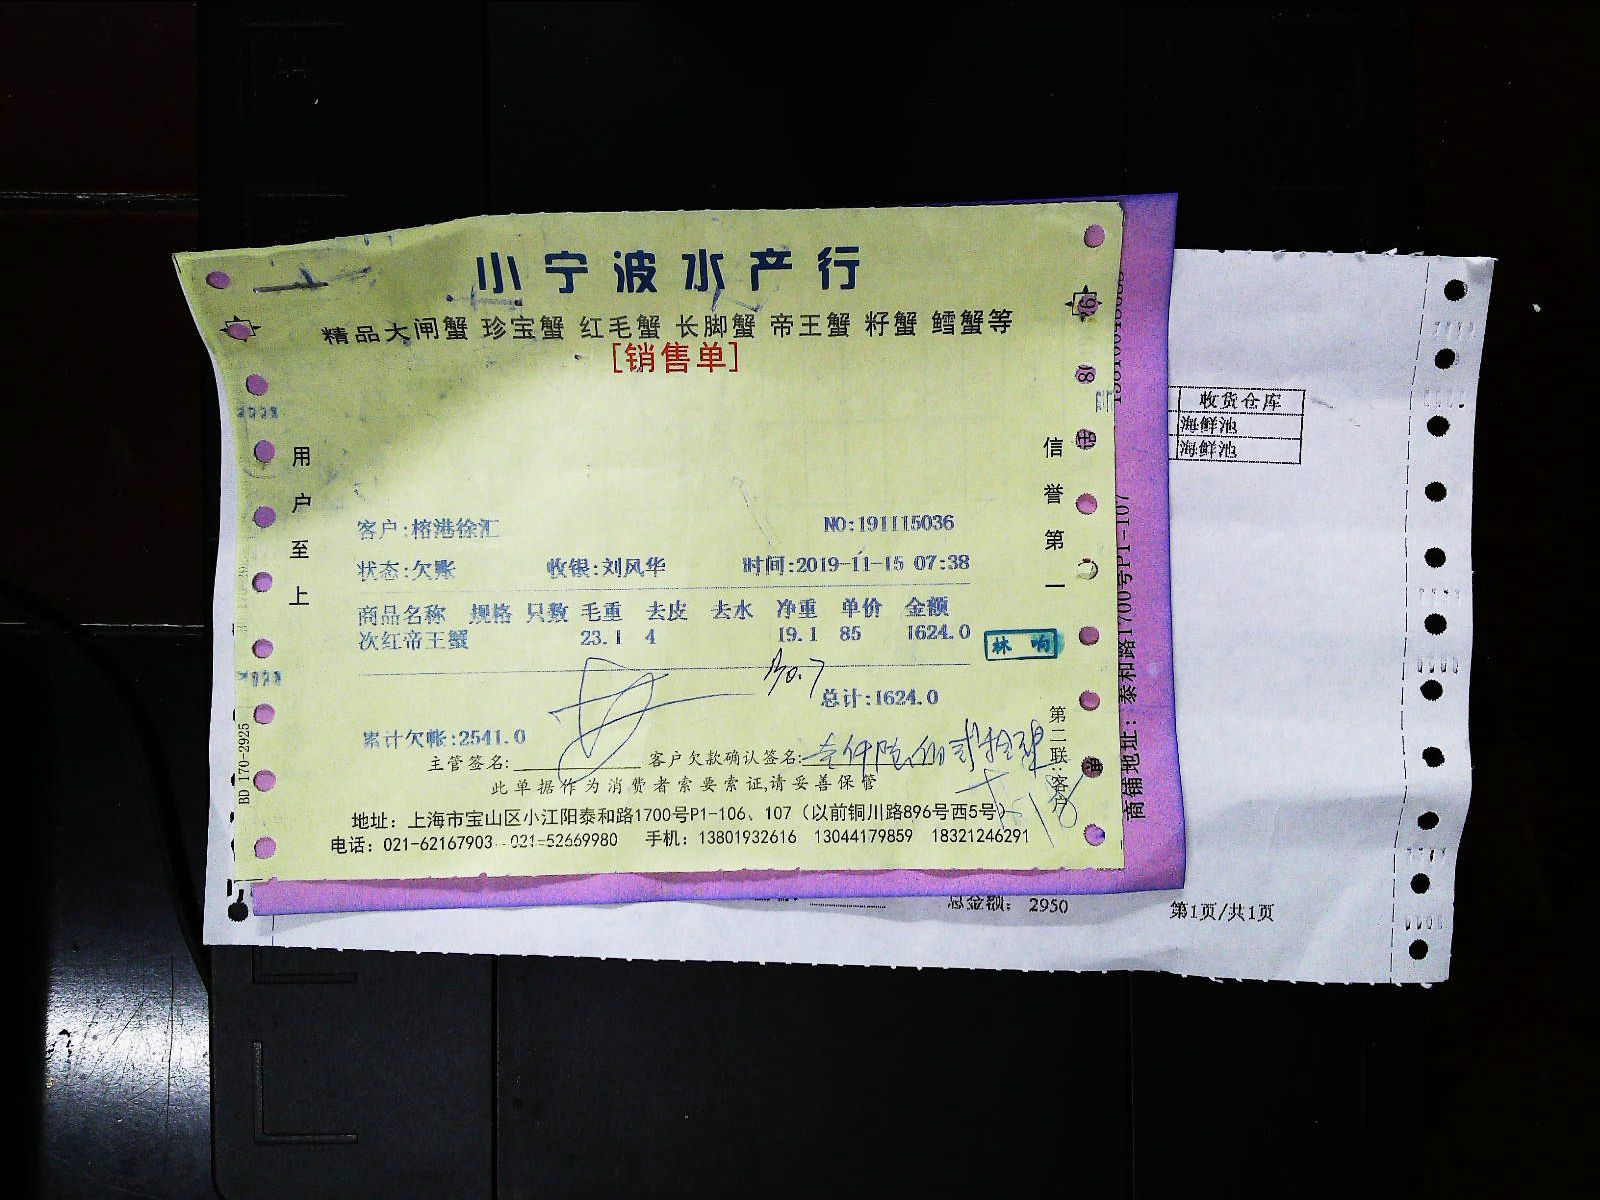 小宁波水产行
精品大闸蟹 珍宝蟹 红毛蟹 长脚蟹 帝王蟹 籽蟹 鳕蟹等
[销售单]
用户至上
信誉第一
客户:榕港徐汇 NO:191115036
状态:欠账 收银:刘风华 时间:2019-11-15 07:38
商品名称 规格 只数 毛重 去皮 去水 净重 单价 金额
次红帝王蟹 23.1 4 19.1 85 1624.0
林响
总计:1624.0
累计欠帐:2541.0
主管签名: 客户欠款确认签名:
此单据作为消费者索要索证,请妥善保管
地址：上海市宝山区小江阳泰和路1700号P1-106、107（以前铜川路896号西5号）
电话：021-62167903 021-52669980 手机：13801932616 13044179859 18321246291
第二联:客户
BD 170-2925
商铺地址：泰和路1700号P1-107
收货仓库
海鲜池
海鲜池
总金额： 2950
第1页/共1页